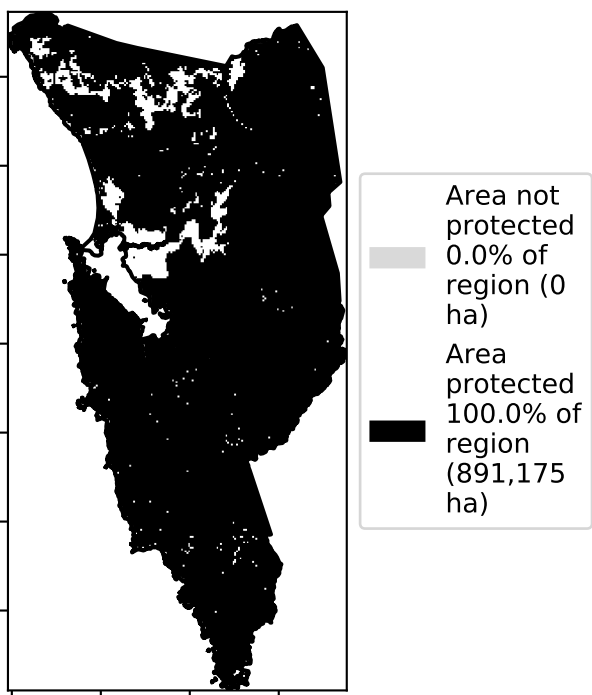 Area not
protected
0.0% of
region (0
ha)
Area
protected
100.0% of
region
(891,175
ha)